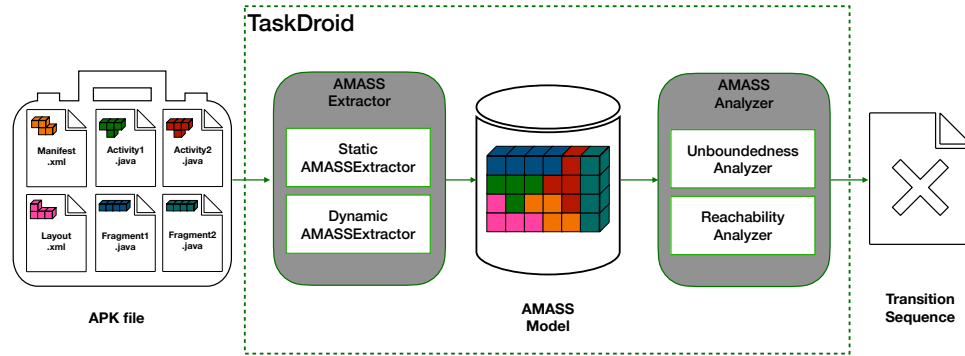 TaskDroid
Manifest
.xml
Activity1
.java
Activity2
.java
Layout
.xml
Fragment1
.java
Fragment2
.java
APK file
AMASS
Extractor
Static
AMASSExtractor
Dynamic
AMASSExtractor
AMASS
Model
AMASS
Analyzer
Unboundedness
Analyzer
Reachability
Analyzer
Transition
Sequence